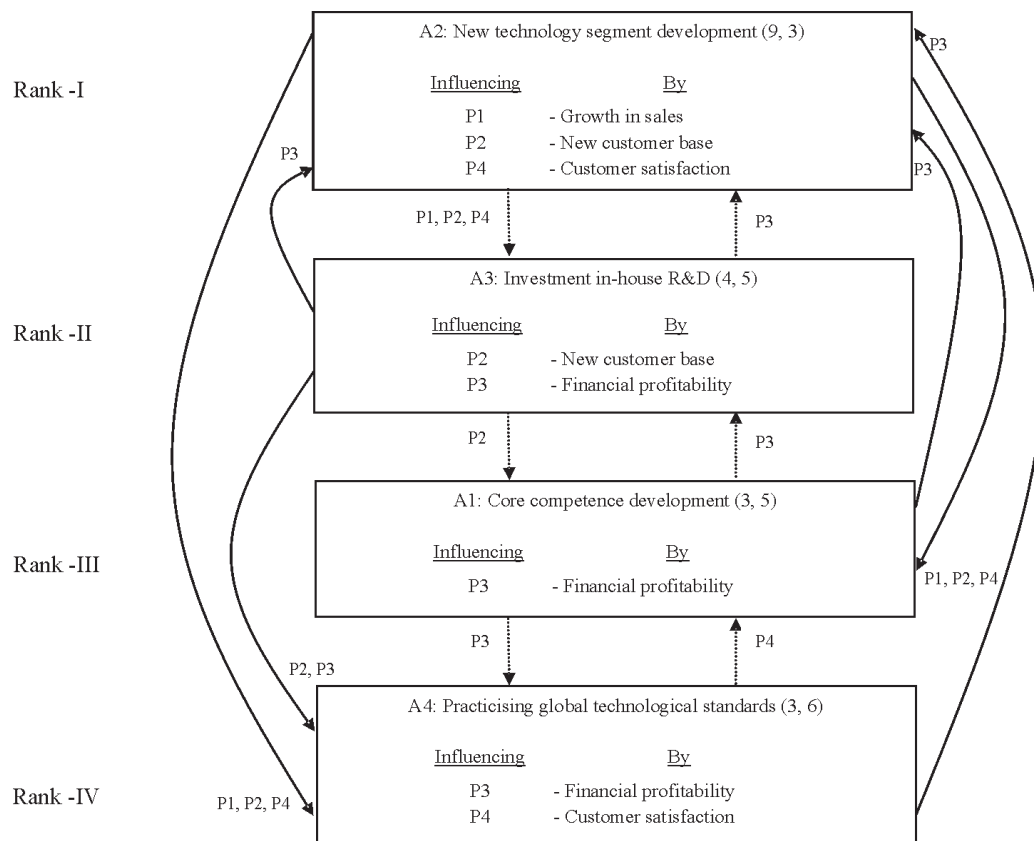 A2: New technology segment development (9, 3)
P3
Rank -I
Influencing By
P1 - Growth in sales
P2 - New customer base
P4 - Customer satisfaction
P3
P3
P1, P2, P4
P3
A3: Investment in-house R&D (4, 5)
Rank -II
Influencing By
P2 - New customer base
P3 - Financial profitability
P2
P3
A1: Core competence development (3, 5)
Rank -III
Influencing By
P3 - Financial profitability
P1, P2, P4
P3
P4
P2, P3
A4: Practicising global technological standards (3, 6)
Influencing By
Rank -IV
P3 - Financial profitability
P1, P2, P4
P4 - Customer satisfaction